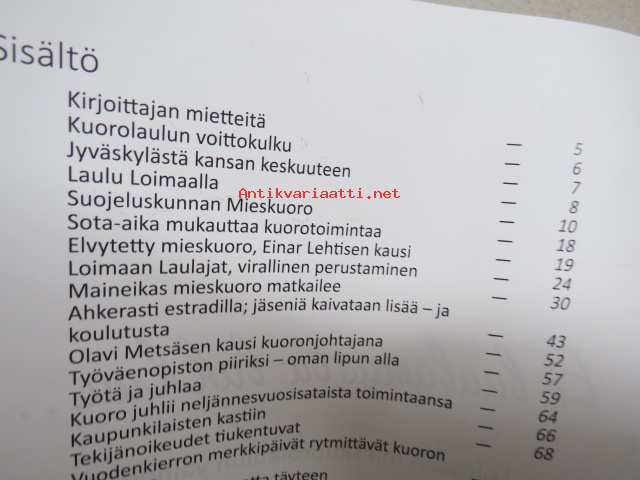 Sisältö
Kirjoittajan mietteitä — 5
Kuorolaulun voittokulku — 6
Jyväskylästä kansan keskuuteen — 7
Laulu Loimaalla — 8
Suojeluskunnan Mieskuoro — 10
Sota-aika mukauttaa kuorotoimintaa — 18
Elvytetty mieskuoro, Einar Lehtisen kausi — 19
Loimaan Laulajat, virallinen perustaminen — 24
Maineikas mieskuoro matkailee — 30
Ahkerasti estradilla; jäseniä kaivataan lisää – ja
koulutusta — 43
Olavi Metsäsen kausi kuoronjohtajana — 52
Työväenopiston piiriksi – oman lipun alla — 57
Työtä ja juhlaa — 59
Kuoro juhlii neljännesvuosisataista toimintaansa — 64
Kaupunkilaisten kastiin — 66
Tekijänoikeudet tiukentuvat — 68
Vuodenkierron merkkipäivät rytmittävät kuoron
täyteen
Antikvariaatti.net